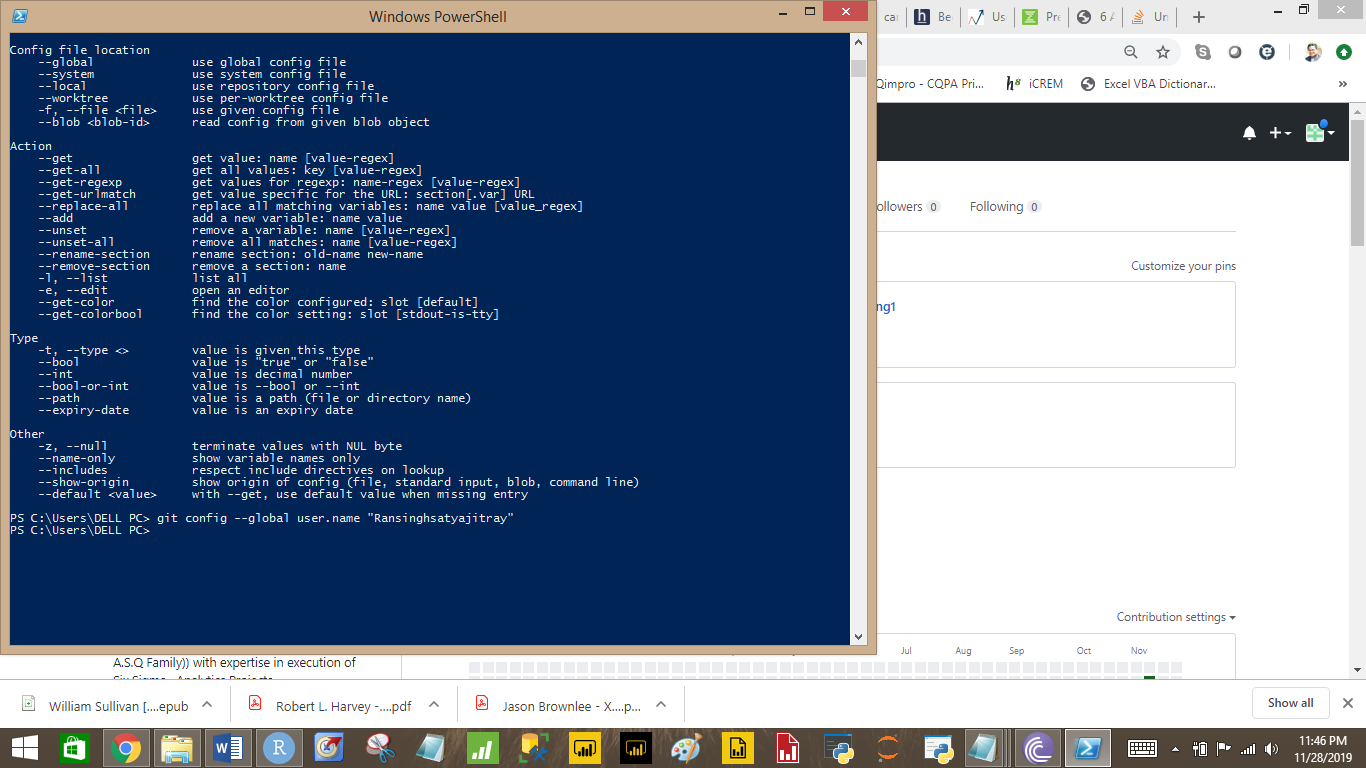 Windows PowerShell
Config file location
--global use global config file
--system use system config file
--local use repository config file
--worktree use per-worktree config file
-f, --file <file> use given config file
--blob <blob-id> read config from given blob object
Action
--get get value: name [value-regex]
--get-all get all values: key [value-regex]
--get-regexp get values for regexp: name-regex [value-regex]
--get-urlmatch get value specific for the URL: section[.var] URL
--replace-all replace all matching variables: name value [value_regex]
--add add a new variable: name value
--unset remove a variable: name [value-regex]
--unset-all remove all matches: name [value-regex]
--rename-section rename section: old-name new-name
--remove-section remove a section: name
-l, --list list all
-e, --edit open an editor
--get-color find the color configured: slot [default]
--get-colorbool find the color setting: slot [stdout-is-tty]
Type
-t, --type <> value is given this type
--bool value is "true" or "false"
--int value is decimal number
--bool-or-int value is --bool or --int
--path value is a path (file or directory name)
--expiry-date value is an expiry date
Other
-z, --null terminate values with NUL byte
--name-only show variable names only
--includes respect include directives on lookup
--show-origin show origin of config (file, standard input, blob, command line)
--default <value> with --get, use default value when missing entry
PS C:\Users\DELL PC> git config --global user.name "Ransinghsatyajitray"
PS C:\Users\DELL PC>
ca h Be Us Z Pre 6 A Un
Qimpro - CQPA Pri... h⁸ iCREM Excel VBA Dictionar... »
ollowers 0 Following 0
Customize your pins
ng1
Contribution settings
Jul Aug Sep Oct Nov
A.S.Q Family)) with expertise in execution of
Six Sigma - Analytics Projects
William Sullivan [....epub Robert L. Harvey -....pdf Jason Brownlee - X....p... Show all
11:46 PM
11/28/2019